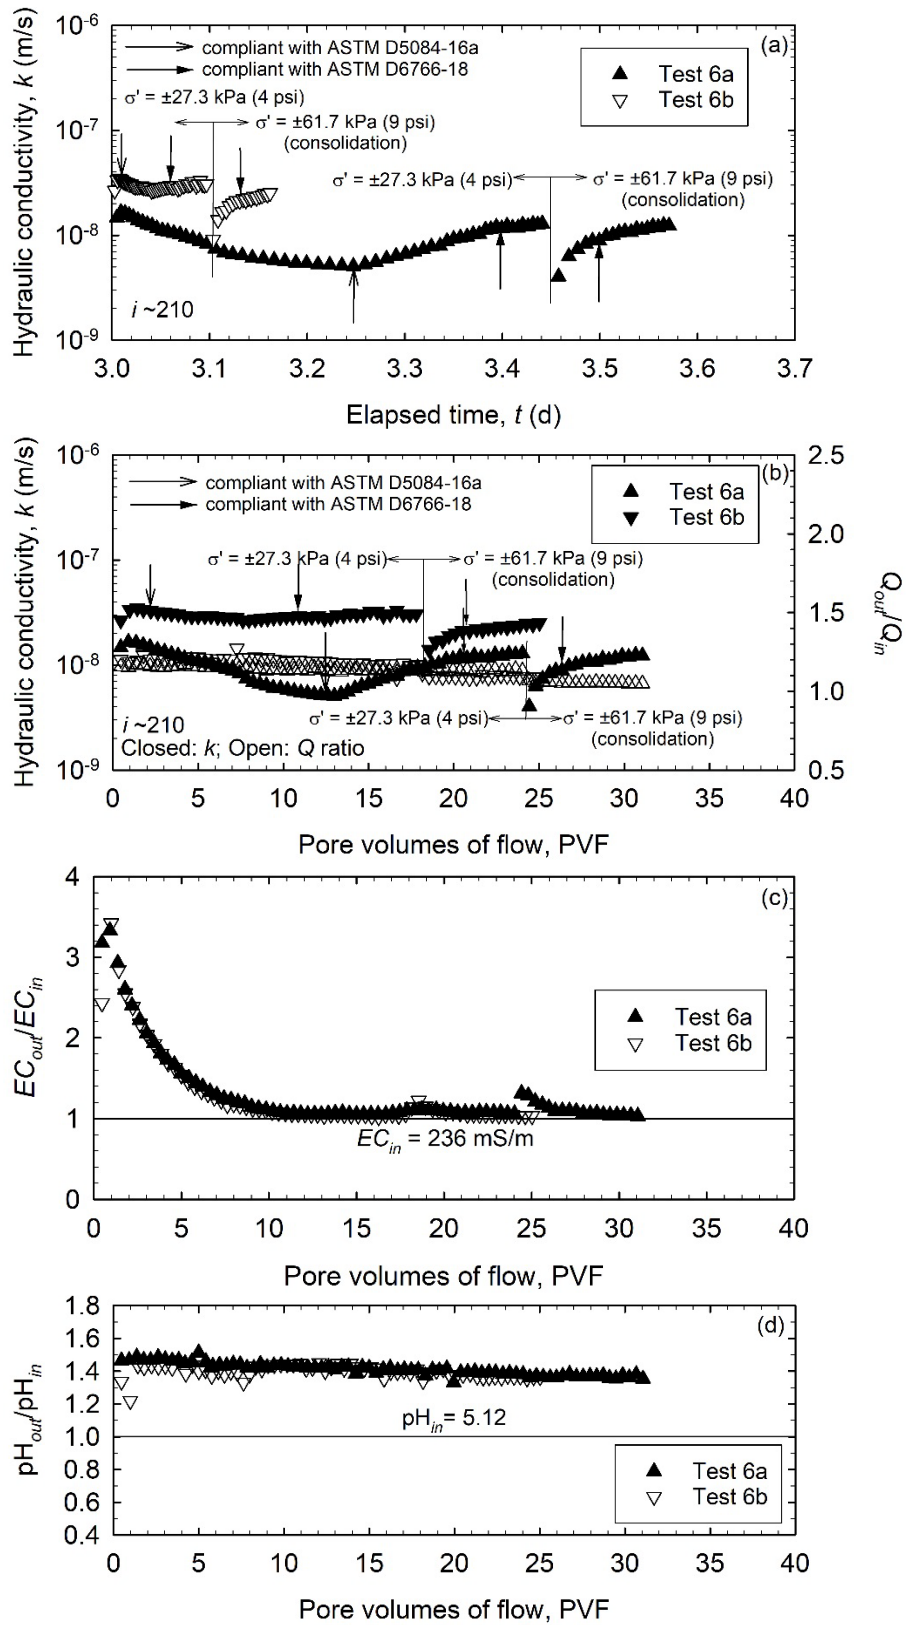 (a)
compliant with ASTM D5084-16a
compliant with ASTM D6766-18
Test 6a
Test 6b
σ' = ±27.3 kPa (4 psi)
σ' = ±61.7 kPa (9 psi)
(consolidation)
σ' = ±27.3 kPa (4 psi)
σ' = ±61.7 kPa (9 psi)
(consolidation)
i ~210
Hydraulic conductivity, k (m/s)
10-6
10-7
10-8
10-9
3.0 3.1 3.2 3.3 3.4 3.5 3.6 3.7
Elapsed time, t (d)
(b)
compliant with ASTM D5084-16a
compliant with ASTM D6766-18
Test 6a
Test 6b
σ' = ±27.3 kPa (4 psi)
σ' = ±61.7 kPa (9 psi)
(consolidation)
σ' = ±27.3 kPa (4 psi)
σ' = ±61.7 kPa (9 psi)
(consolidation)
i ~210
Closed: k; Open: Q ratio
Hydraulic conductivity, k (m/s)
10-6
10-7
10-8
10-9
2.5
2.0
1.5
1.0
0.5
Qout/Qin
0 5 10 15 20 25 30 35 40
Pore volumes of flow, PVF
(c)
Test 6a
Test 6b
ECin = 236 mS/m
ECout/ECin
4
3
2
1
0
0 5 10 15 20 25 30 35 40
Pore volumes of flow, PVF
(d)
pHin= 5.12
Test 6a
Test 6b
pHout/pHin
1.8
1.6
1.4
1.2
1.0
0.8
0.6
0.4
0 5 10 15 20 25 30 35 40
Pore volumes of flow, PVF